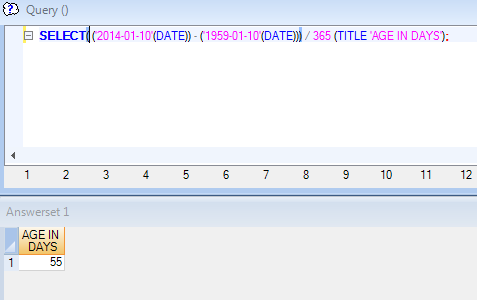 Query ()
SELECT( ('2014-01-10'(DATE)) - ('1959-01-10'(DATE))) / 365 (TITLE 'AGE IN DAYS');
1 2 3 4 5 6 7 8 9 10 11 12
Answerset 1
AGE IN
DAYS
1 55